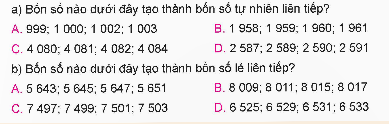 a) Bốn số nào dưới đây tạo thành bốn số tự nhiên liên tiếp?
A. 999; 1 000; 1 002; 1 003 B. 1 958; 1 959; 1 960; 1 961
C. 4 080; 4 081; 4 082; 4 084 D. 2 587; 2 589; 2 590; 2 591
b) Bốn số nào dưới đây tạo thành bốn số lẻ liên tiếp?
A. 5 643; 5 645; 5 647; 5 651 B. 8 009; 8 011; 8 015; 8 017
C. 7 497; 7 499; 7 501; 7 503 D. 6 525; 6 529; 6 531; 6 533